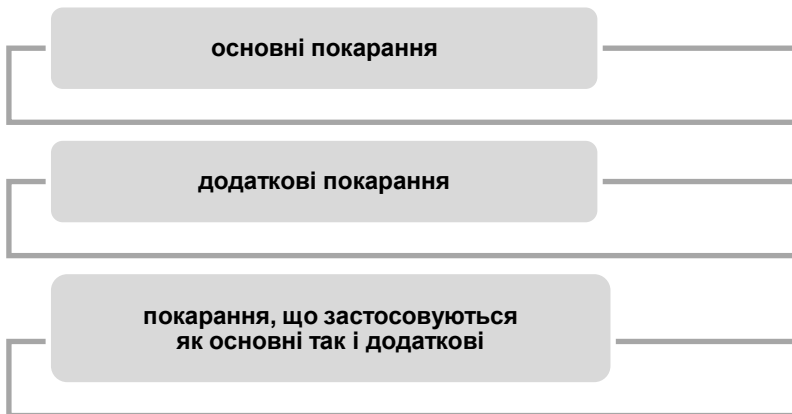 основні покарання
додаткові покарання
покарання, що застосовуються
як основні так і додаткові